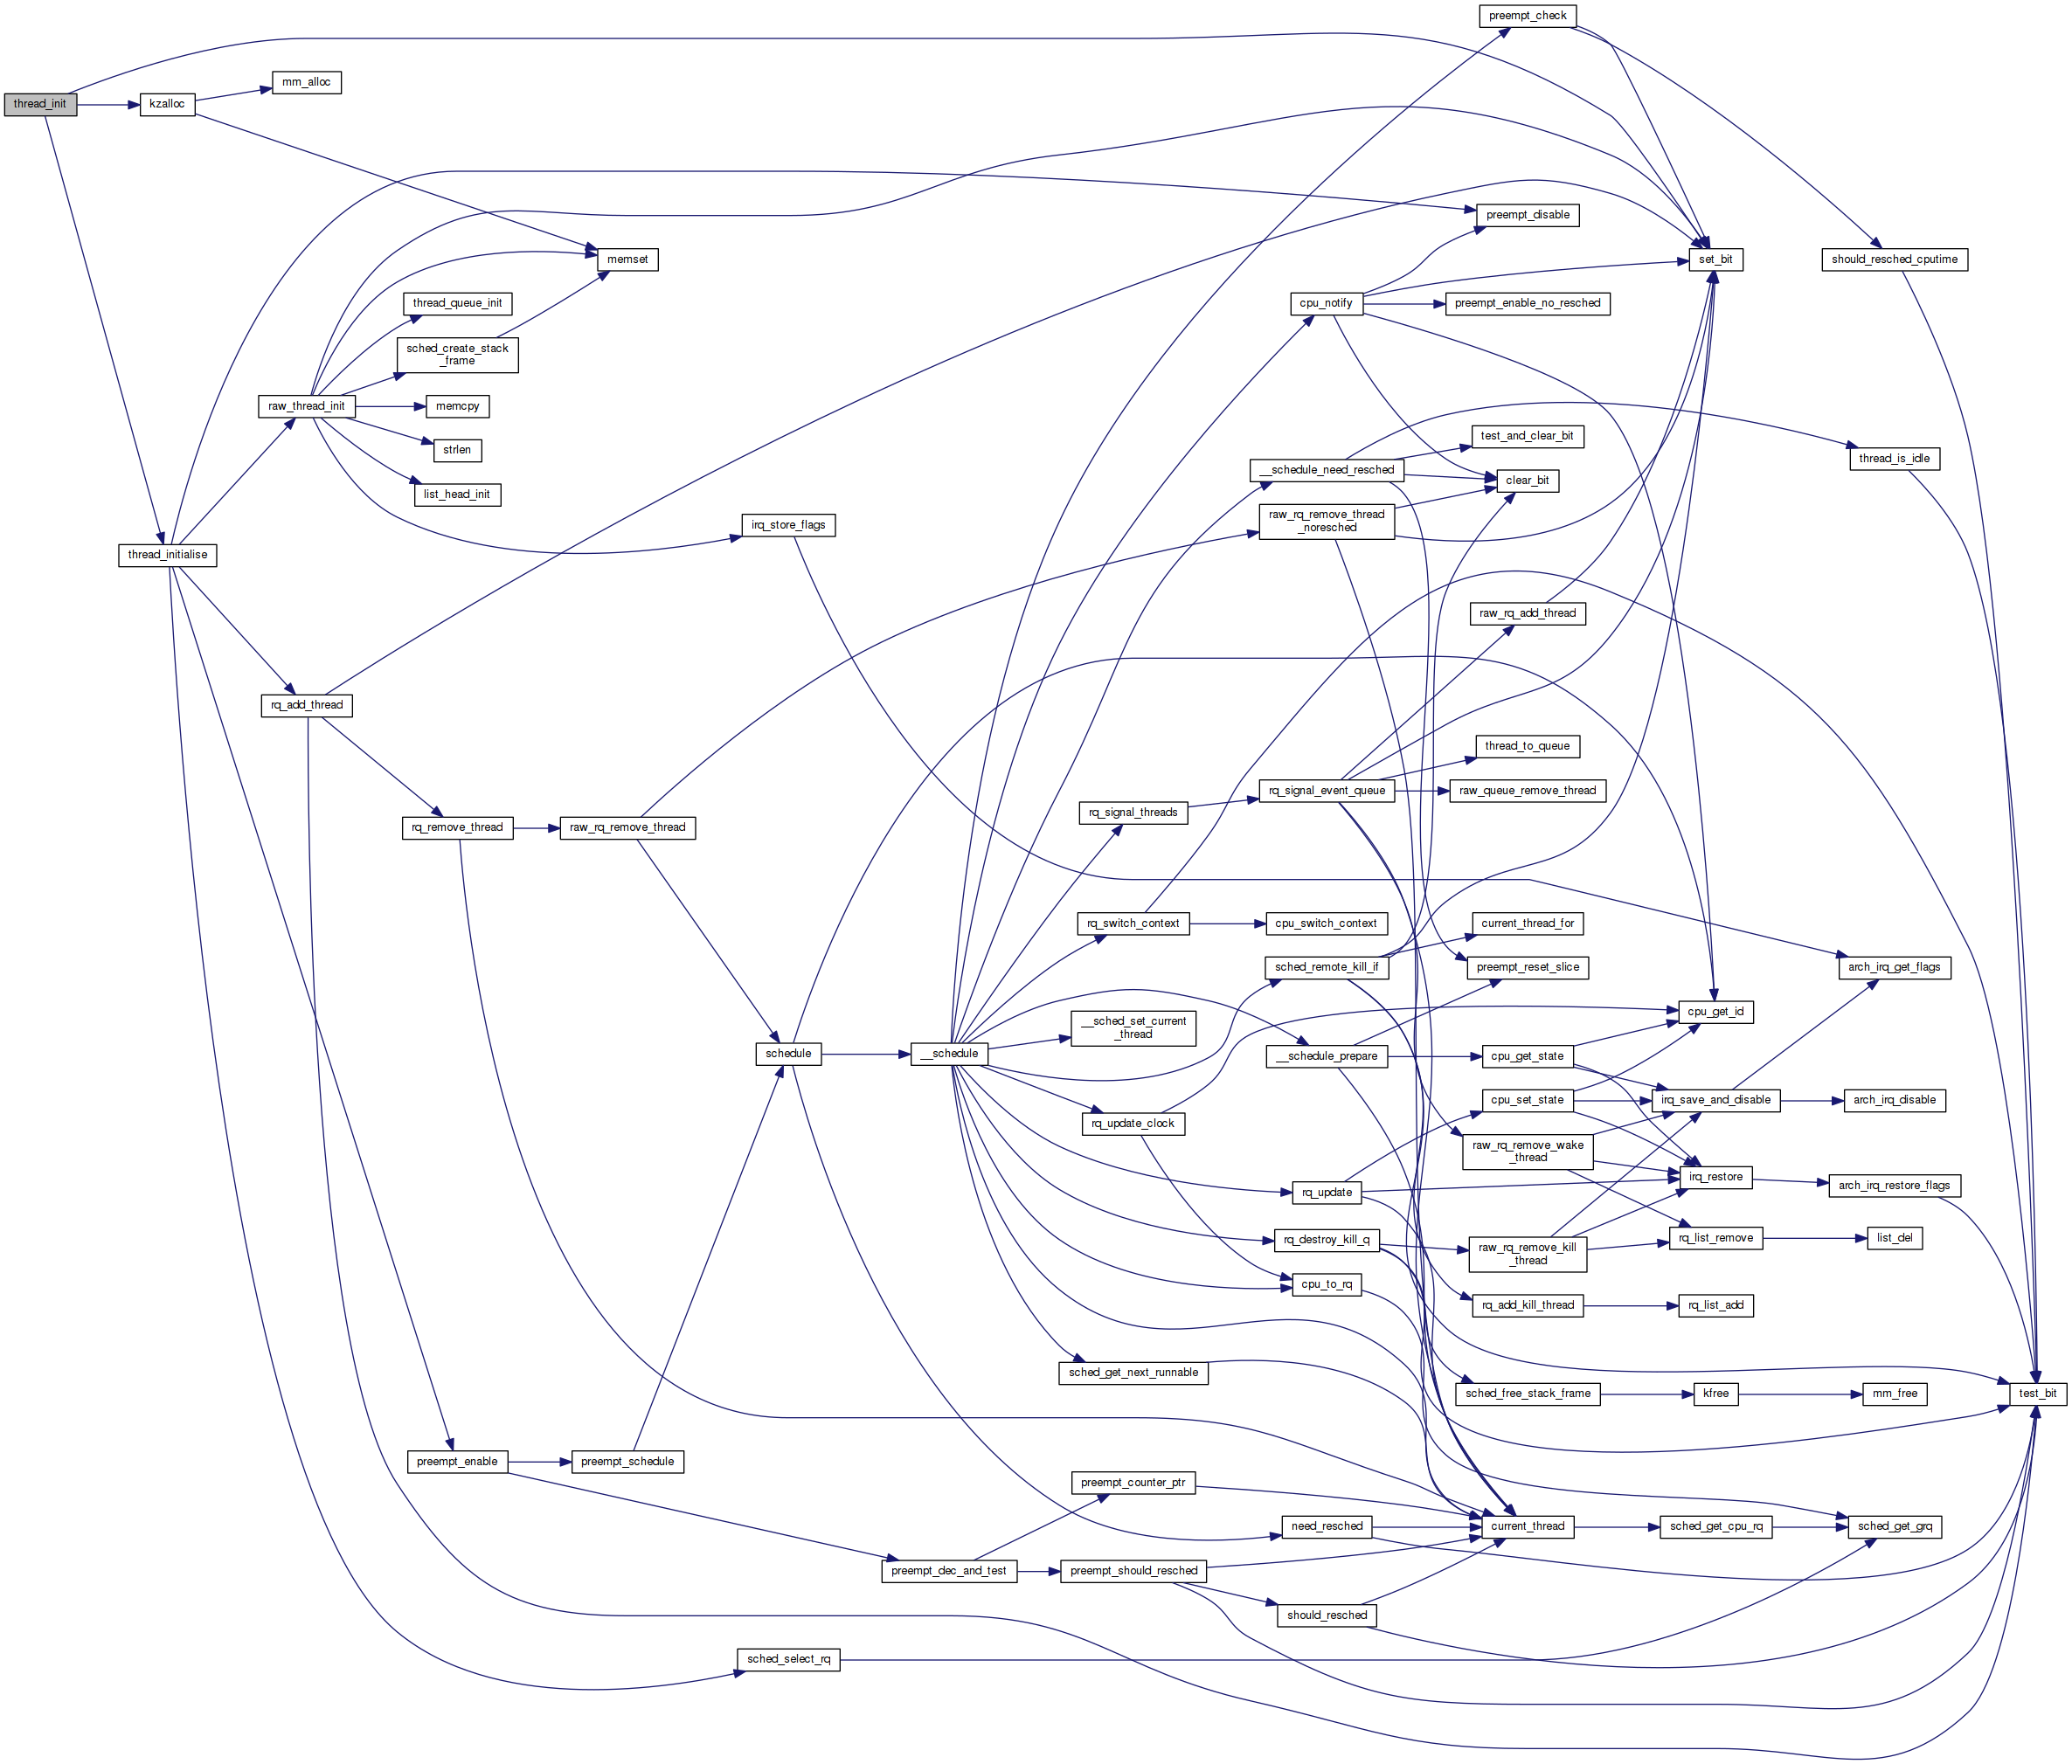 preempt_check
mm_alloc
thread_init
kzalloc
preempt_disable
memset
set_bit
should_resched_cputime
thread_queue_init
cpu_notify
preempt_enable_no_resched
sched_create_stack
_frame
raw_thread_init
memcpy
test_and_clear_bit
strlen
thread_is_idle
__schedule_need_resched
clear_bit
list_head_init
raw_rq_remove_thread
_noresched
irq_store_flags
thread_initialise
raw_rq_add_thread
rq_add_thread
thread_to_queue
rq_signal_event_queue
raw_queue_remove_thread
rq_signal_threads
rq_remove_thread
raw_rq_remove_thread
rq_switch_context
cpu_switch_context
current_thread_for
sched_remote_kill_if
preempt_reset_slice
arch_irq_get_flags
cpu_get_id
__sched_set_current
_thread
schedule
__schedule
__schedule_prepare
cpu_get_state
cpu_set_state
irq_save_and_disable
arch_irq_disable
rq_update_clock
raw_rq_remove_wake
_thread
irq_restore
arch_irq_restore_flags
rq_update
rq_destroy_kill_q
raw_rq_remove_kill
_thread
rq_list_remove
list_del
cpu_to_rq
rq_add_kill_thread
rq_list_add
sched_get_next_runnable
sched_free_stack_frame
kfree
mm_free
test_bit
preempt_enable
preempt_schedule
preempt_counter_ptr
need_resched
current_thread
sched_get_cpu_rq
sched_get_grq
preempt_dec_and_test
preempt_should_resched
should_resched
sched_select_rq